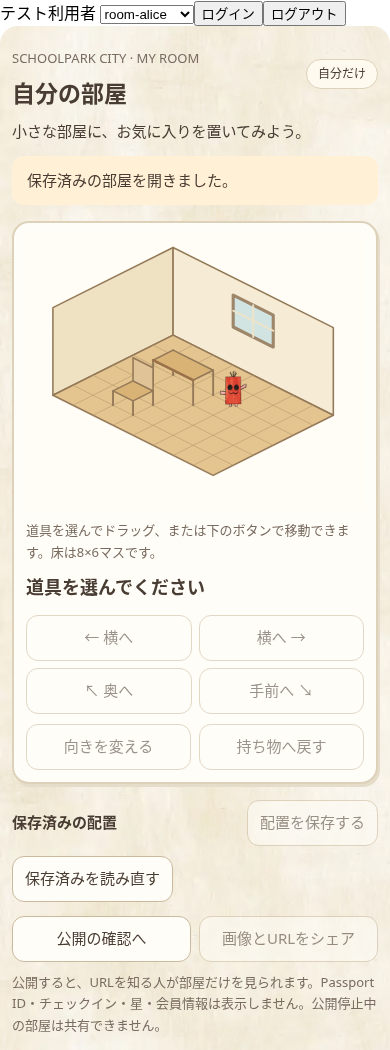 テスト利用者 room-alice ログイン ログアウト
SCHOOLPARK CITY · MY ROOM
自分だけ
自分の部屋
小さな部屋に、お気に入りを置いてみよう。
保存済みの部屋を開きました。
道具を選んでドラッグ、または下のボタンで移動できま
す。床は8×6マスです。
道具を選んでください
← 横へ
横へ →
↖ 奥へ
手前へ ↘
向きを変える
持ち物へ戻す
保存済みの配置
配置を保存する
保存済みを読み直す
公開の確認へ
画像とURLをシェア
公開すると、URLを知る人が部屋だけを見られます。Passport
ID・チェックイン・星・会員情報は表示しません。公開停止中
の部屋は共有できません。